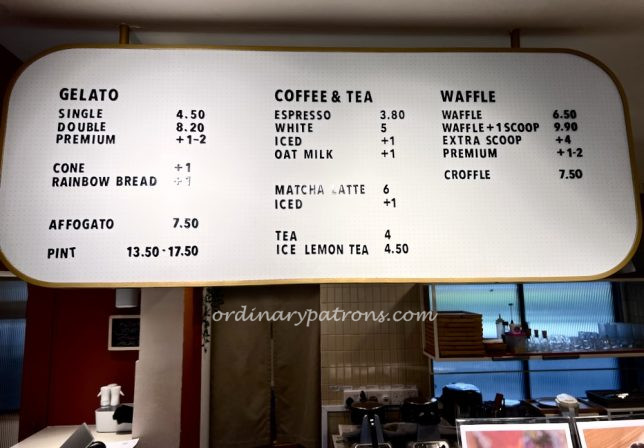 GELATO
SINGLE 4.50
DOUBLE 8.20
PREMIUM +1-2
CONE +1
RAINBOW BREAD +1
AFFOGATO 7.50
PINT 13.50-17.50
COFFEE & TEA
ESPRESSO 3.80
WHITE 5
ICED +1
OAT MILK +1
MATCHA LATTE 6
ICED +1
TEA 4
ICE LEMON TEA 4.50
WAFFLE
WAFFLE 6.50
WAFFLE+1 SCOOP 9.90
EXTRA SCOOP +4
PREMIUM +1-2
CROFFLE 7.50
ordinarypatrons.com